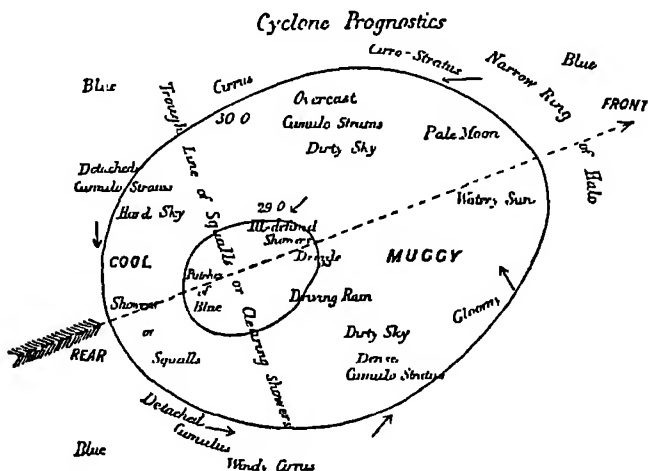 Cyclone Prognostics
Blue
Cirrus
Cirro-Stratus
Narrow Ring of Halo
Blue
FRONT
Trough Line of Squalls or Clearing Showers
30 0
Overcast
Cumulo Stratus
Dirty Sky
Pale Moon
Detached
Cumulo Stratus
Hard Sky
29 0
Ill-defined
Showers
Watery Sun
COOL
Patches
of
Blue
Drizzle
MUGGY
Driving Rain
Gloomy
Showers
or
Squalls
Dirty Sky
Dense
Cumulo Stratus
REAR
Detached
Cumulus
Windy Cirrus
Blue